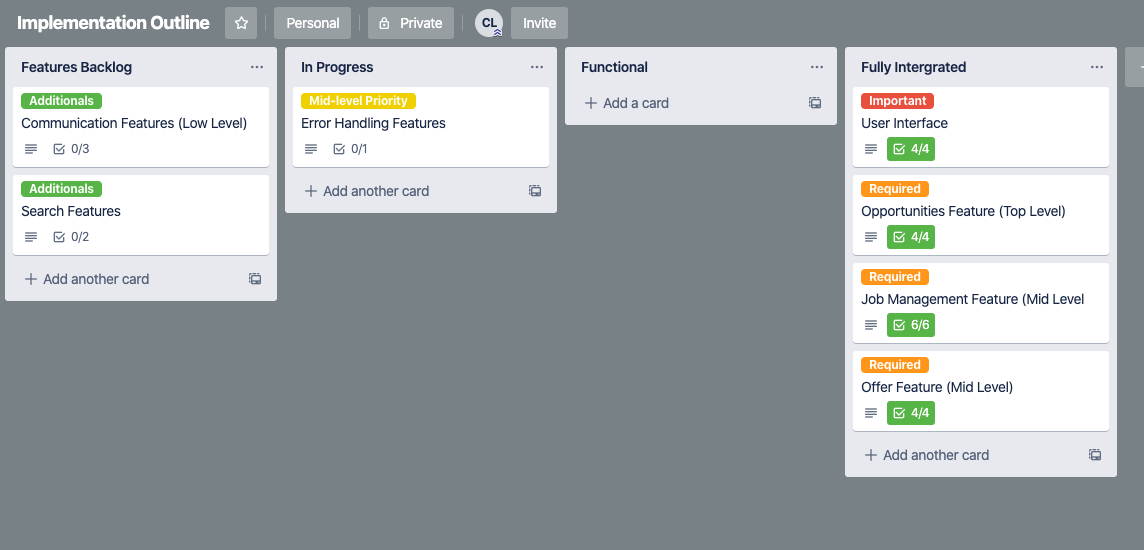 Implementation Outline
Personal
Private
CL
Invite
Features Backlog
Additionals
Communication Features (Low Level)
0/3
Additionals
Search Features
0/2
Add another card
In Progress
Mid-level Priority
Error Handling Features
0/1
Add another card
Functional
Add a card
Fully Intergrated
Important
User Interface
4/4
Required
Opportunities Feature (Top Level)
4/4
Required
Job Management Feature (Mid Level
6/6
Required
Offer Feature (Mid Level)
4/4
Add another card